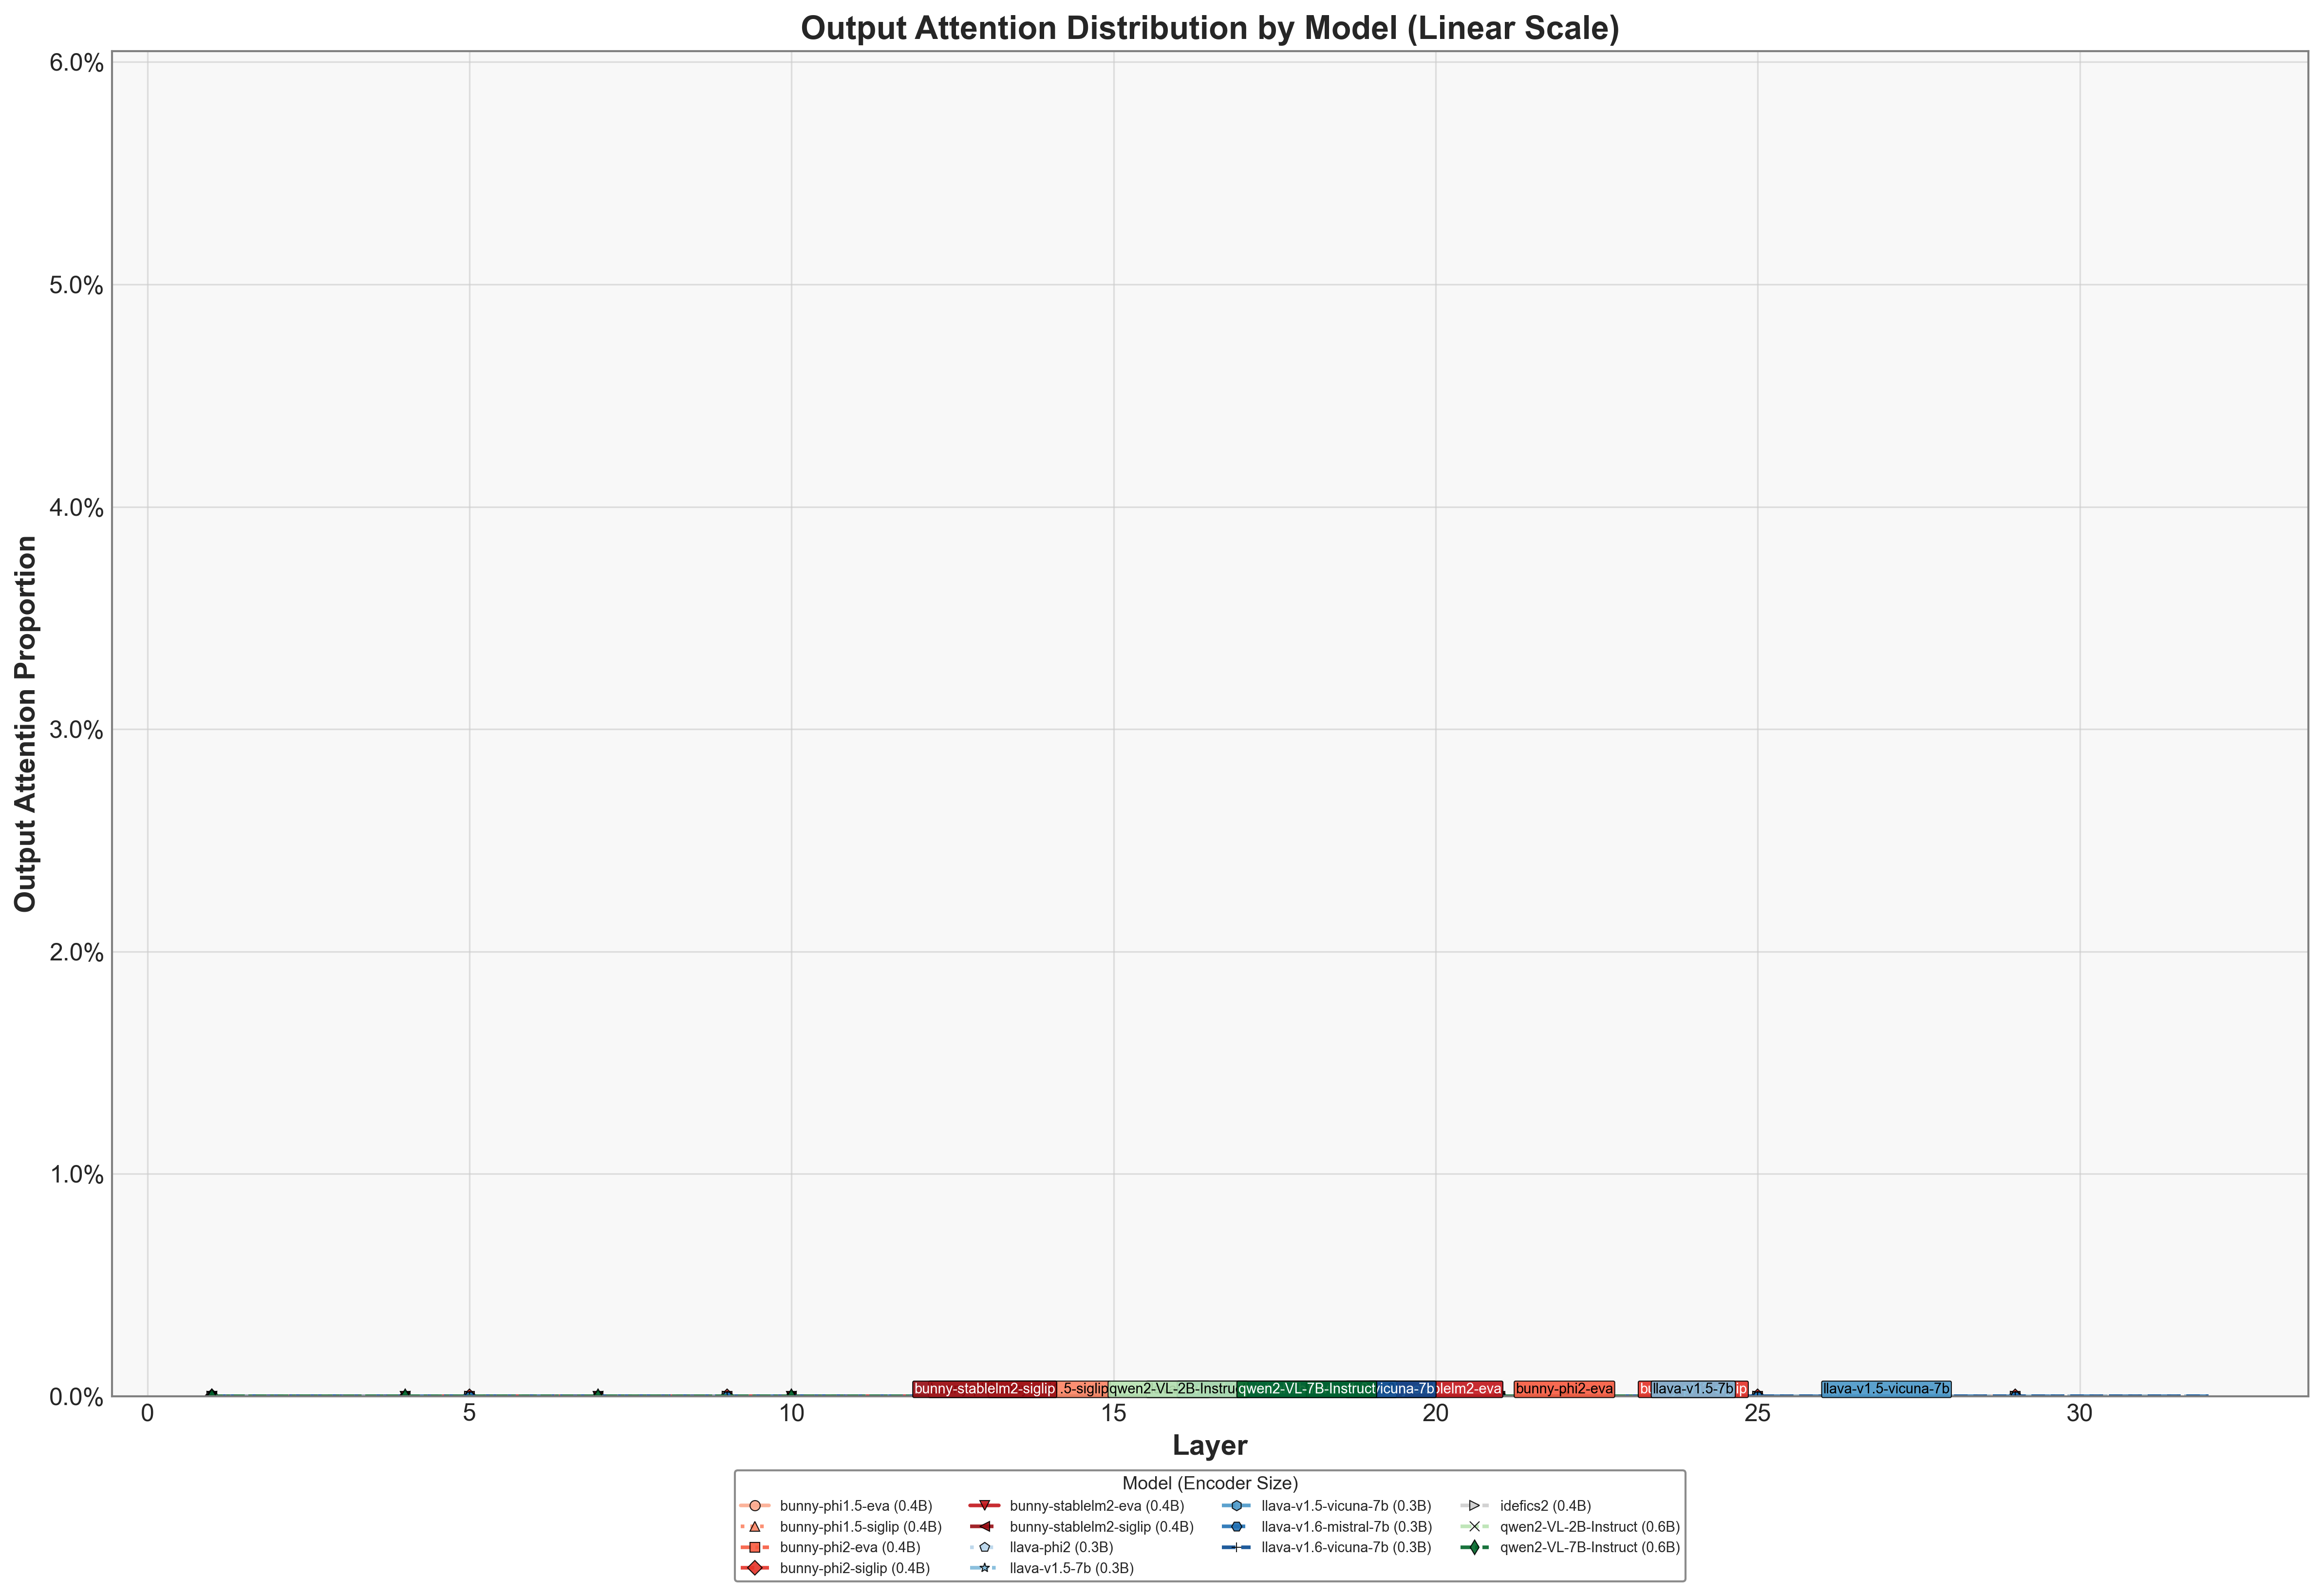 Output Attention Distribution by Model (Linear Scale)
6.0%
5.0%
4.0%
3.0%
2.0%
1.0%
0.0%
Output Attention Proportion
bunny-stablelm2-siglip .5-siglip qwen2-VL-2B-Instru qwen2-VL-7B-Instruct vicuna-7b blelm2-eva bunny-phi2-eva bu llava-v1.5-7b ip llava-v1.5-vicuna-7b
0 5 10 15 20 25 30
Layer
Model (Encoder Size)
bunny-phi1.5-eva (0.4B)
bunny-phi1.5-siglip (0.4B)
bunny-phi2-eva (0.4B)
bunny-phi2-siglip (0.4B)
bunny-stablelm2-eva (0.4B)
bunny-stablelm2-siglip (0.4B)
llava-phi2 (0.3B)
llava-v1.5-7b (0.3B)
llava-v1.5-vicuna-7b (0.3B)
llava-v1.6-mistral-7b (0.3B)
llava-v1.6-vicuna-7b (0.3B)
idefics2 (0.4B)
qwen2-VL-2B-Instruct (0.6B)
qwen2-VL-7B-Instruct (0.6B)